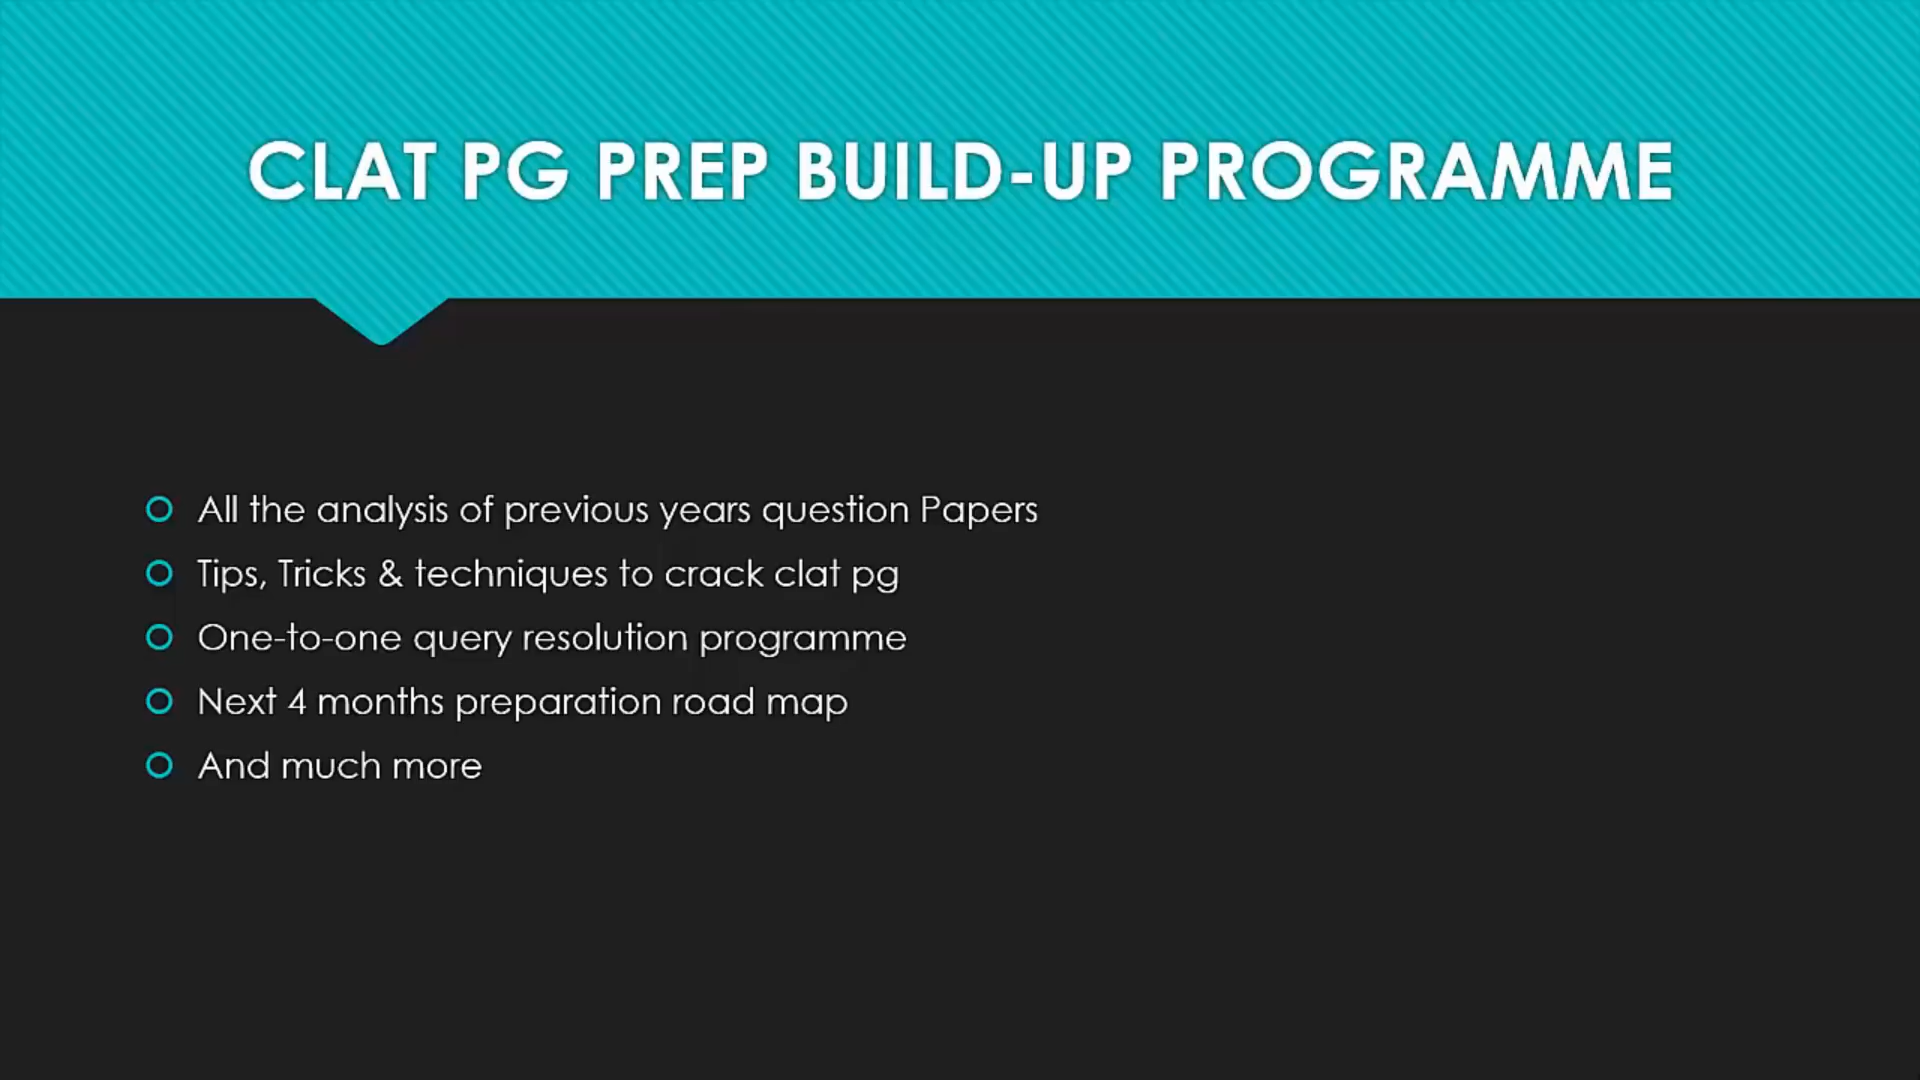 CLAT PG PREP BUILD-UP PROGRAMME
All the analysis of previous years question Papers
Tips, Tricks & techniques to crack clat pg
One-to-one query resolution programme
Next 4 months preparation road map
And much more